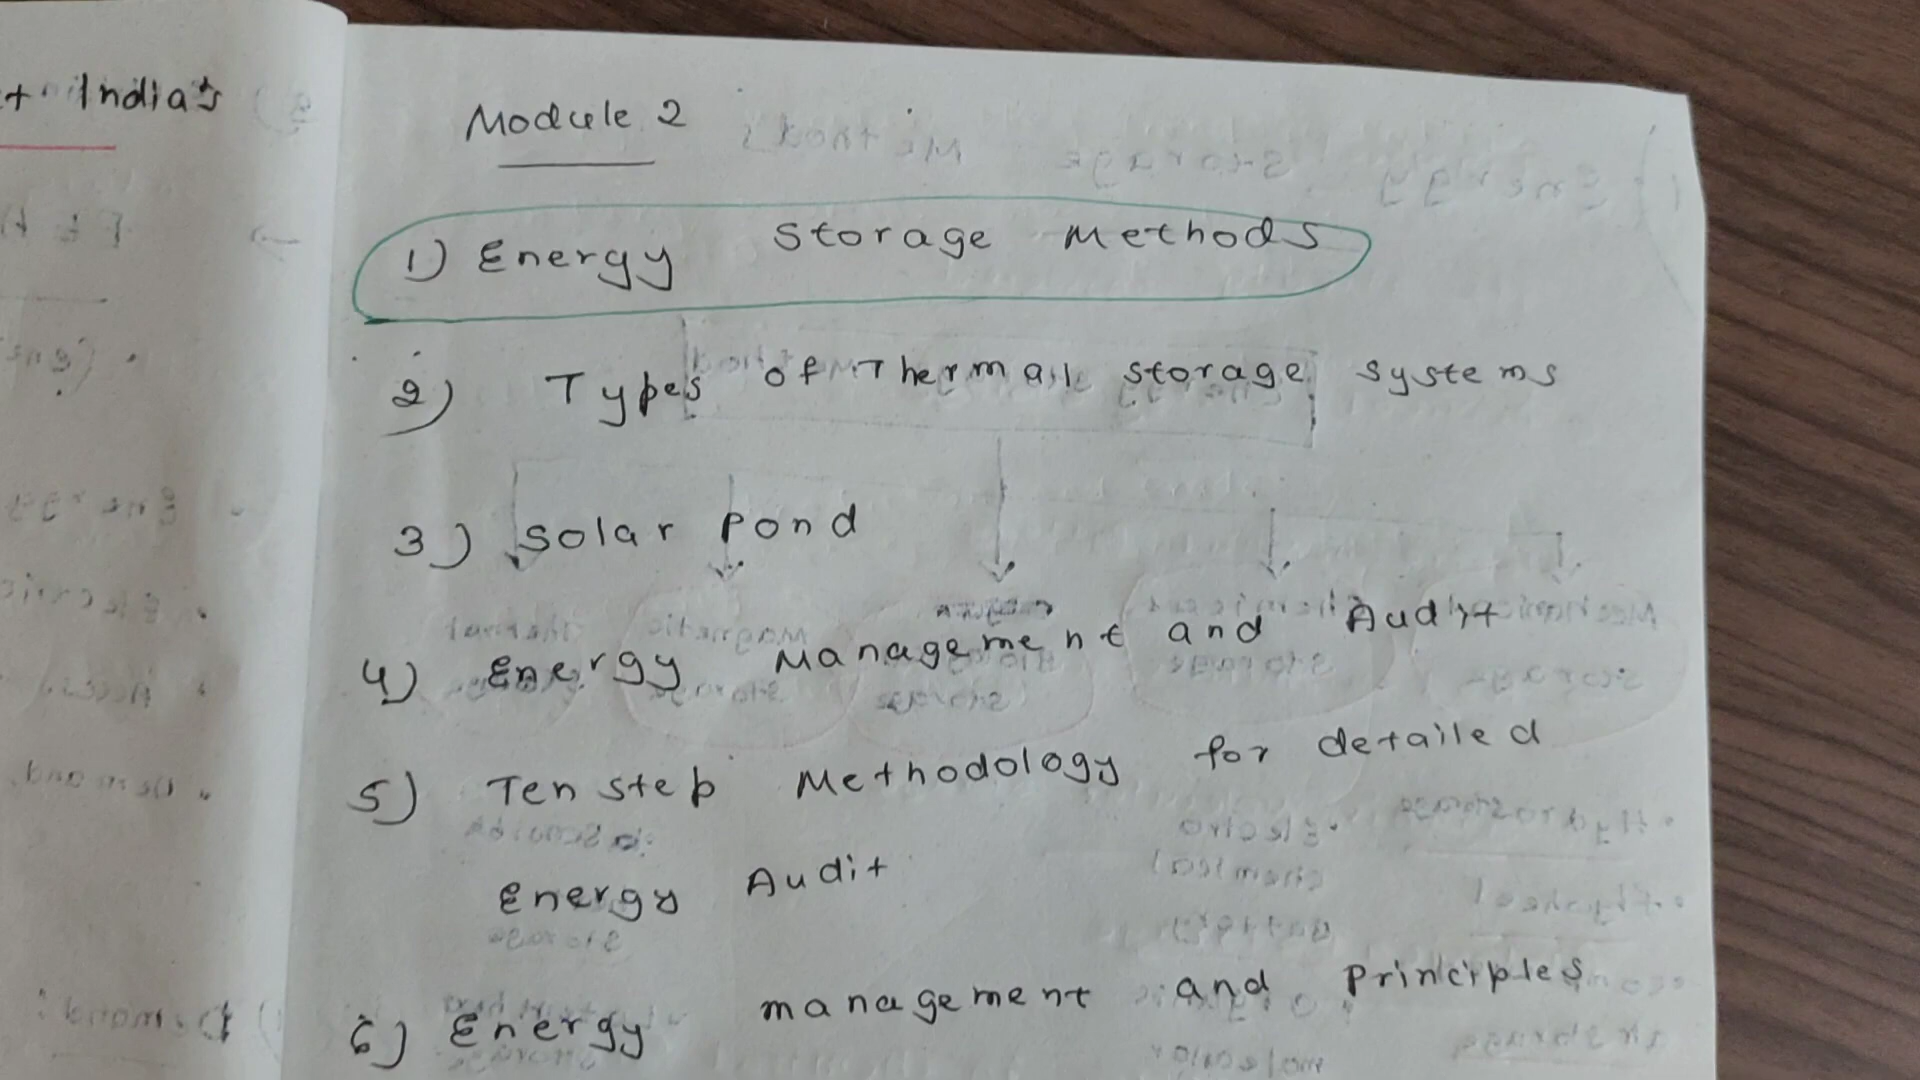 t India's
Module 2
1) Energy Storage Methods
2) Types of Thermal storage systems
3) Solar Pond
4) Energy Management and Audit
5) Ten step Methodology for detailed
Energy Audit
6) Energy management and Principles